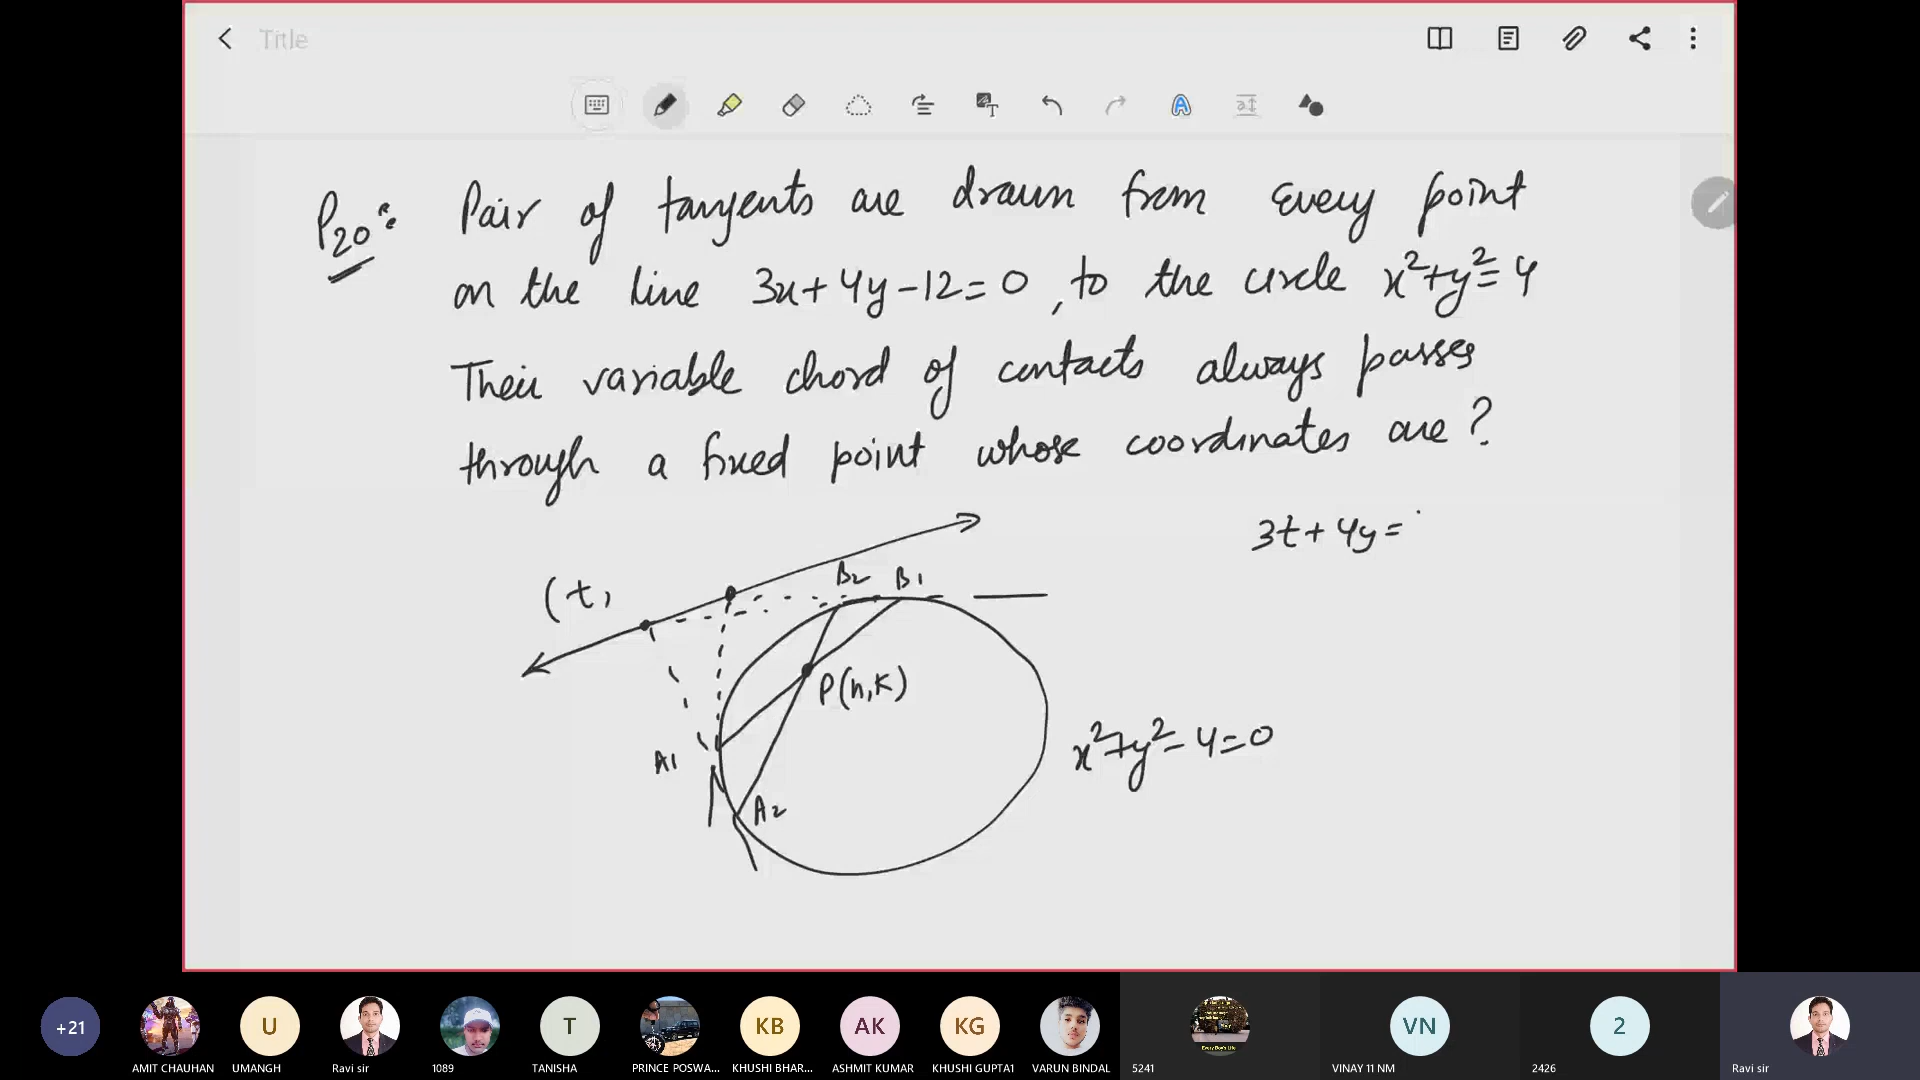 Title
P20: Pair of tangents are drawn from every point
on the line 3x+4y-12=0, to the circle x²+y²=4
Their variable chord of contacts always passes
through a fixed point whose coordinates are?
3t+4y=
(t,
B2 B1
P(h,K)
A1
x²+y²-4=0
A2
+21
U
T
KB
AK
KG
VN
2
AMIT CHAUHAN UMANGH Ravi sir 1089 TANISHA PRINCE POSWA... KHUSHI BHAR... ASHMIT KUMAR KHUSHI GUPTA1 VARUN BINDAL 5241 VINAY 11 NM 2426 Ravi sir